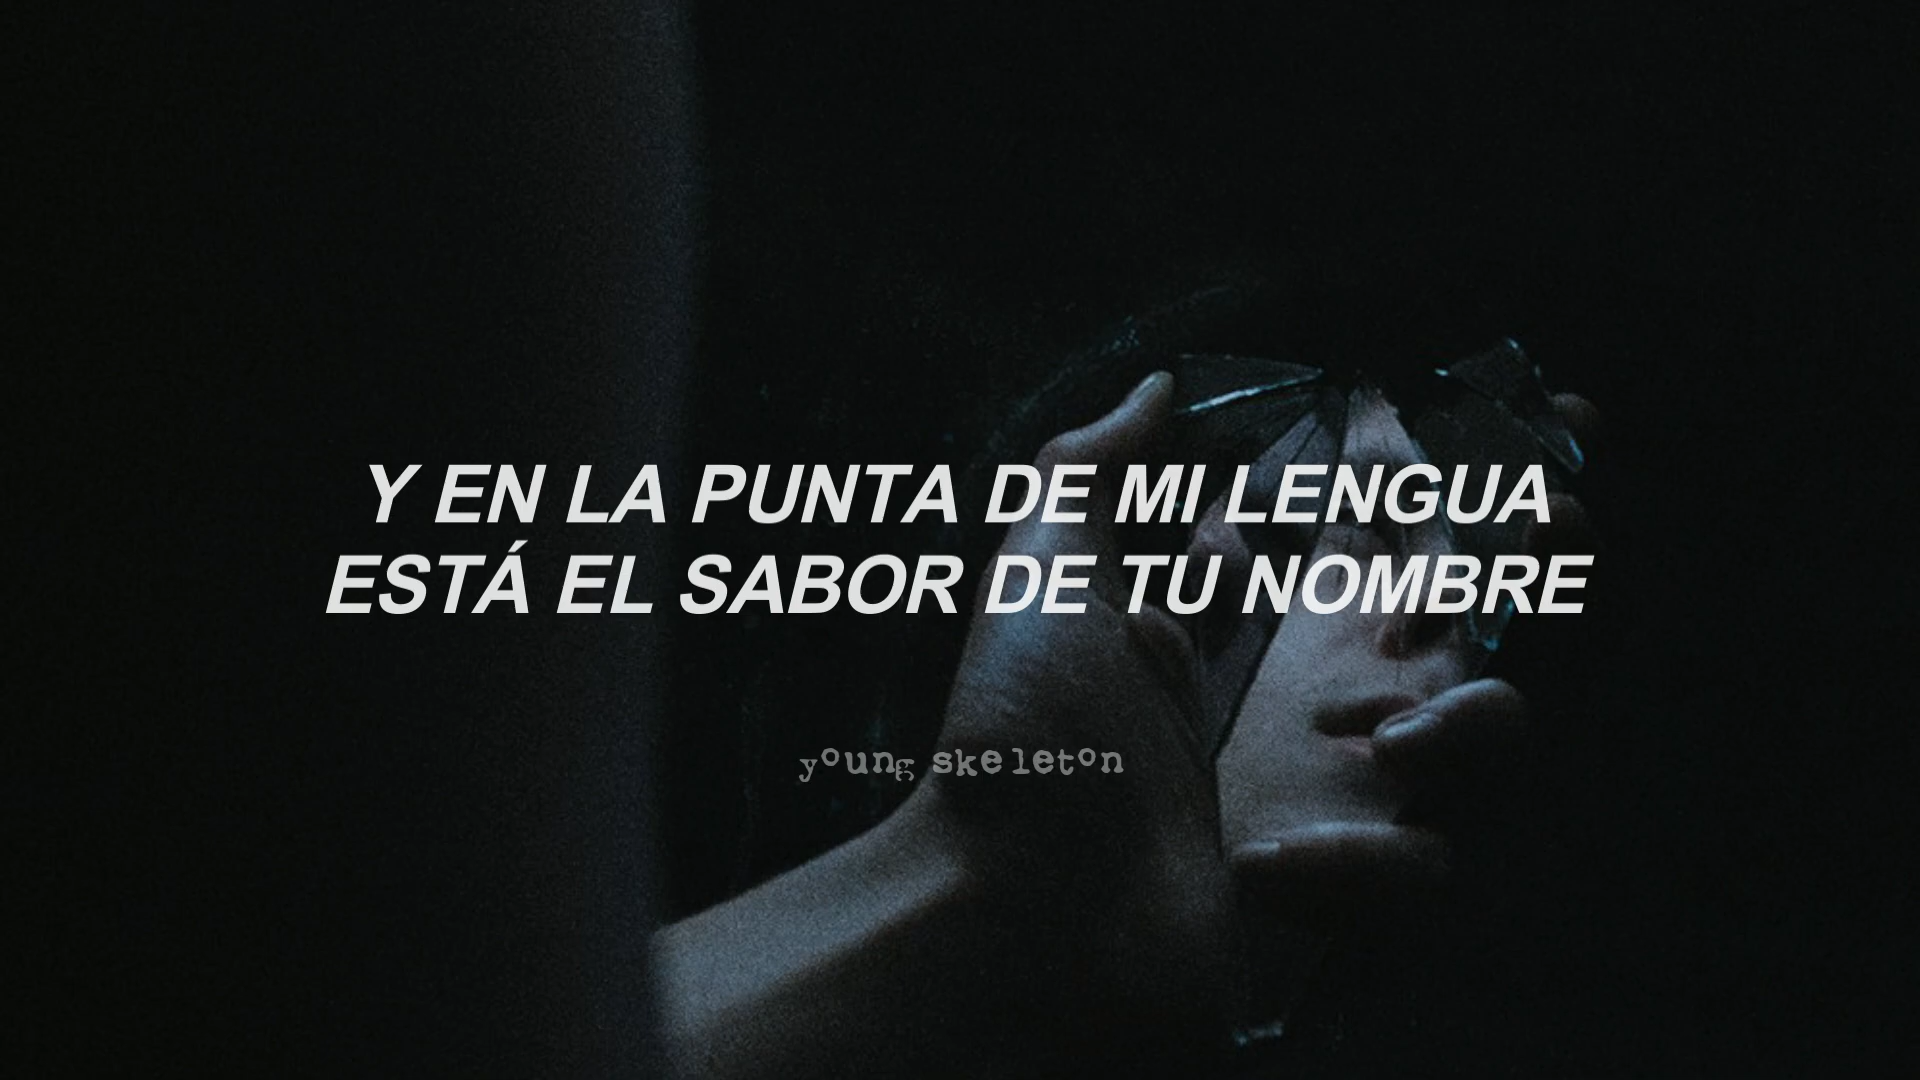 Y EN LA PUNTA DE MI LENGUA
ESTÁ EL SABOR DE TU NOMBRE
young skeleton